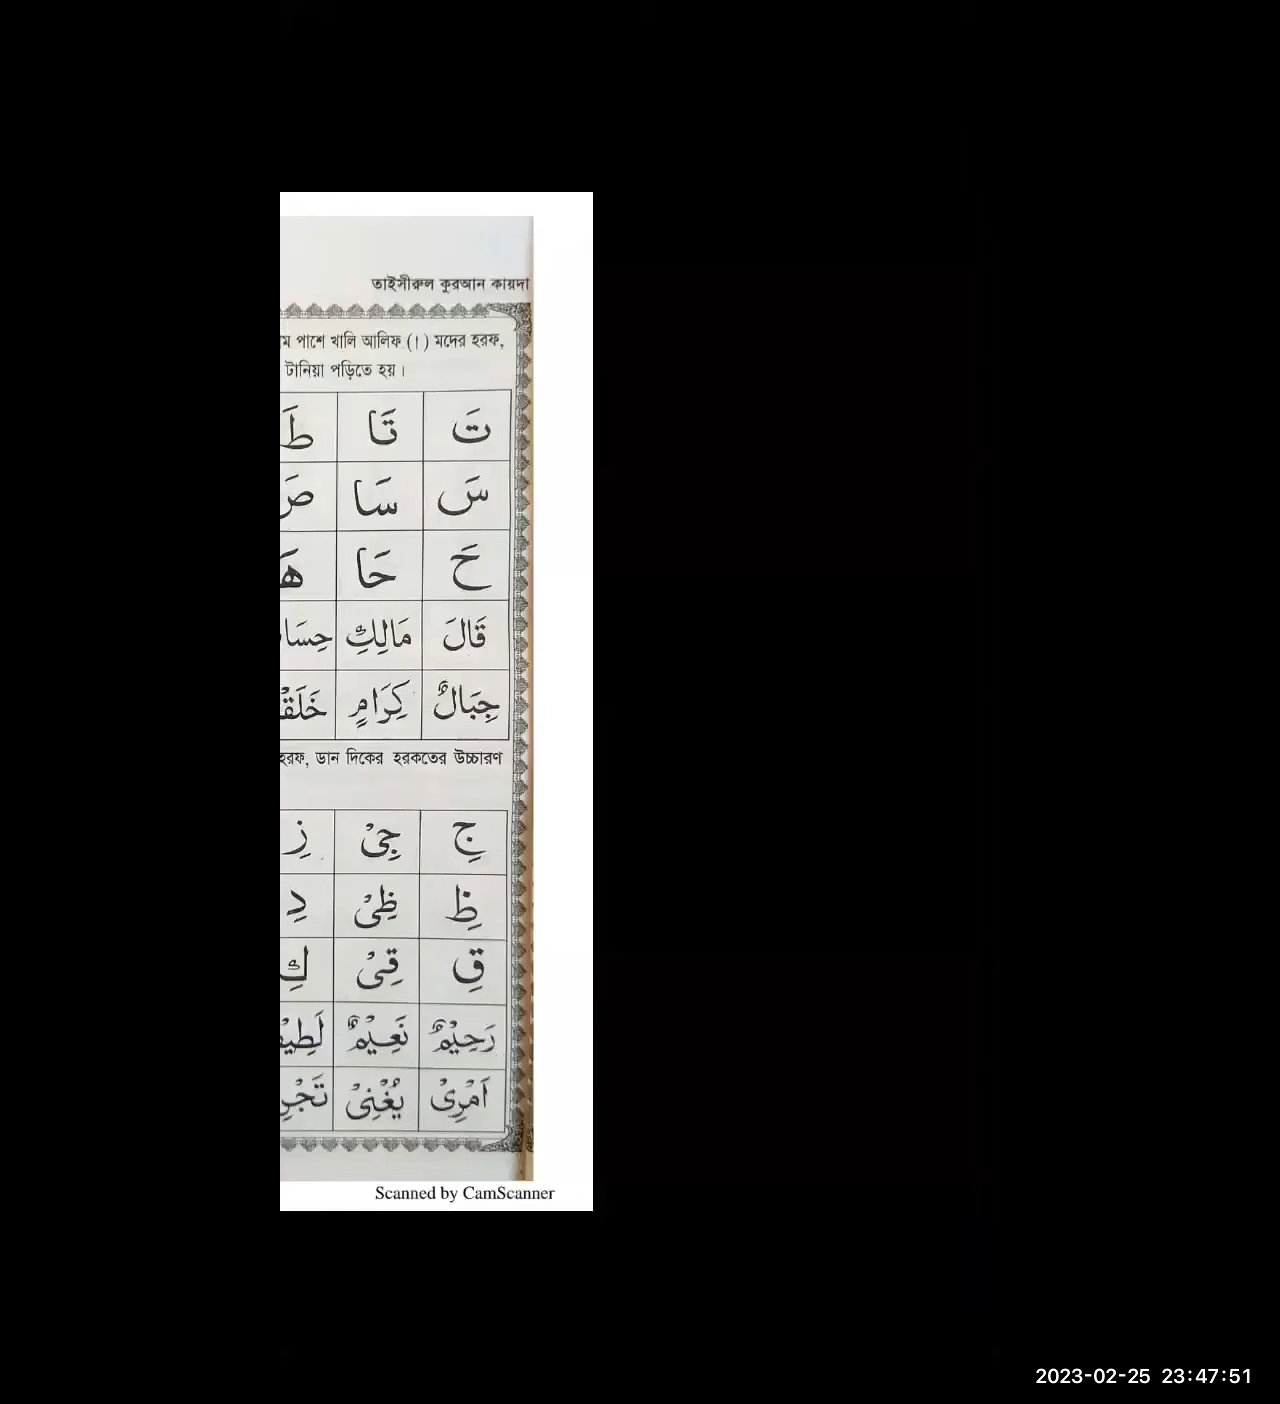 তাইসীরুল কুরআন কায়দা
পাশে খালি আলিফ (ا) মদের হরফ,
টানিয়া পড়িতে হয়।
تَ تَا طَ
سَ سَا صَ
حَ حَا هَ
قَالَ مَالِكِ
جِبَالٌ كِرَامٍ
হরফ, ডান দিকের হরকতের উচ্চারণ
جِ جِىْ زِ
ظِ ظِىْ دِ
قِ قِىْ كِ
رَحِيْمٌ نَعِيْمٌ
اَمْرِىْ يُغْنِىْ
Scanned by CamScanner
2023-02-25 23:47:51